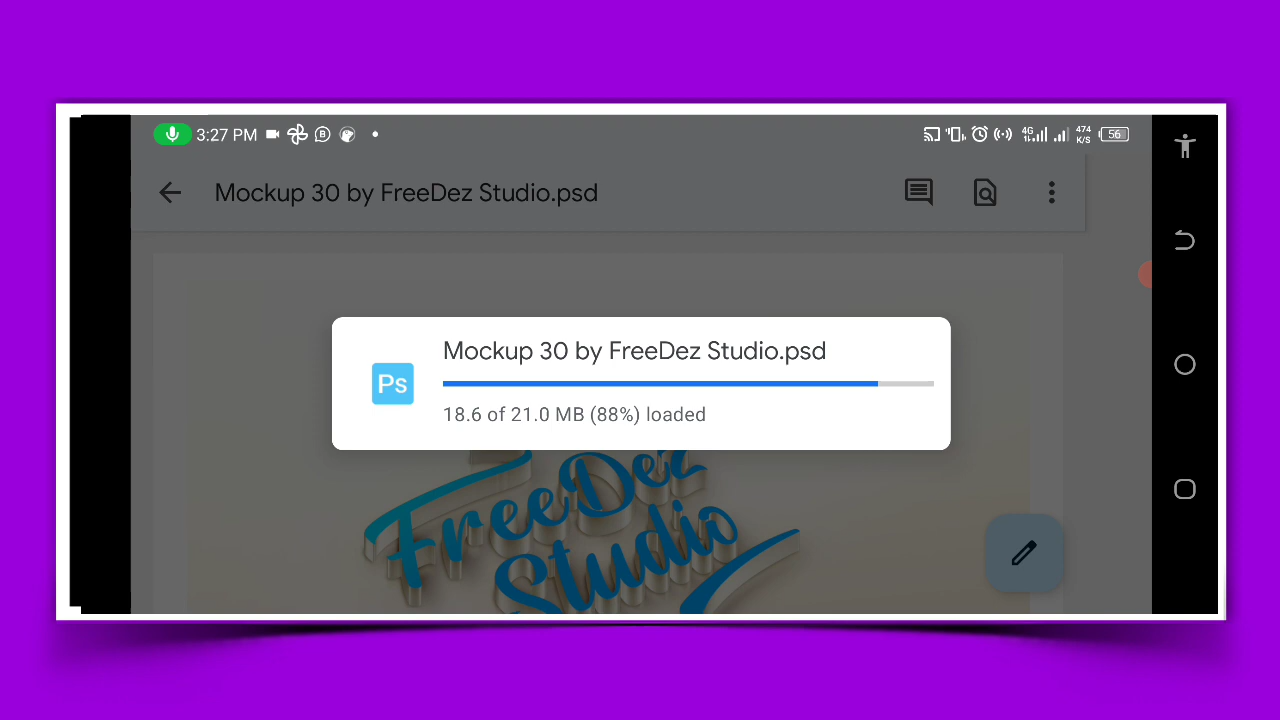 3:27 PM
4G
474
K/S
56
Mockup 30 by FreeDez Studio.psd
Ps
Mockup 30 by FreeDez Studio.psd
18.6 of 21.0 MB (88%) loaded
FreeDez
Studio